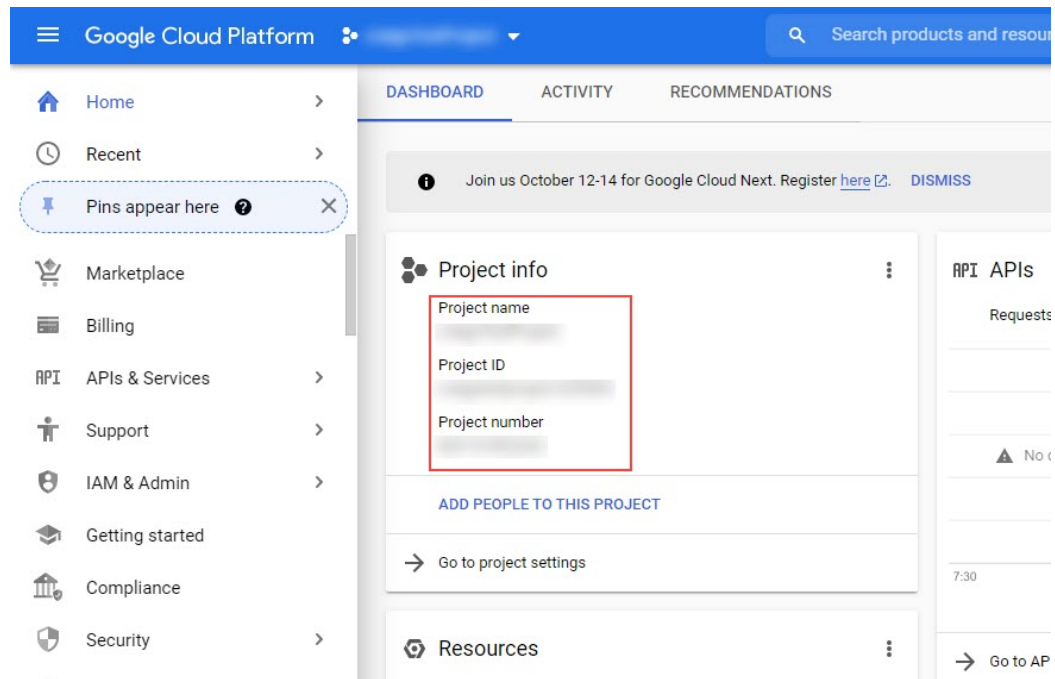 Google Cloud Platform
Search products and resour
Home
Recent
Pins appear here
Marketplace
Billing
API APIs & Services
Support
IAM & Admin
Getting started
Compliance
Security
DASHBOARD ACTIVITY RECOMMENDATIONS
Join us October 12-14 for Google Cloud Next. Register here. DISMISS
Project info
Project name
Project ID
Project number
ADD PEOPLE TO THIS PROJECT
Go to project settings
Resources
API APIs
Requests
No
7:30
Go to AP